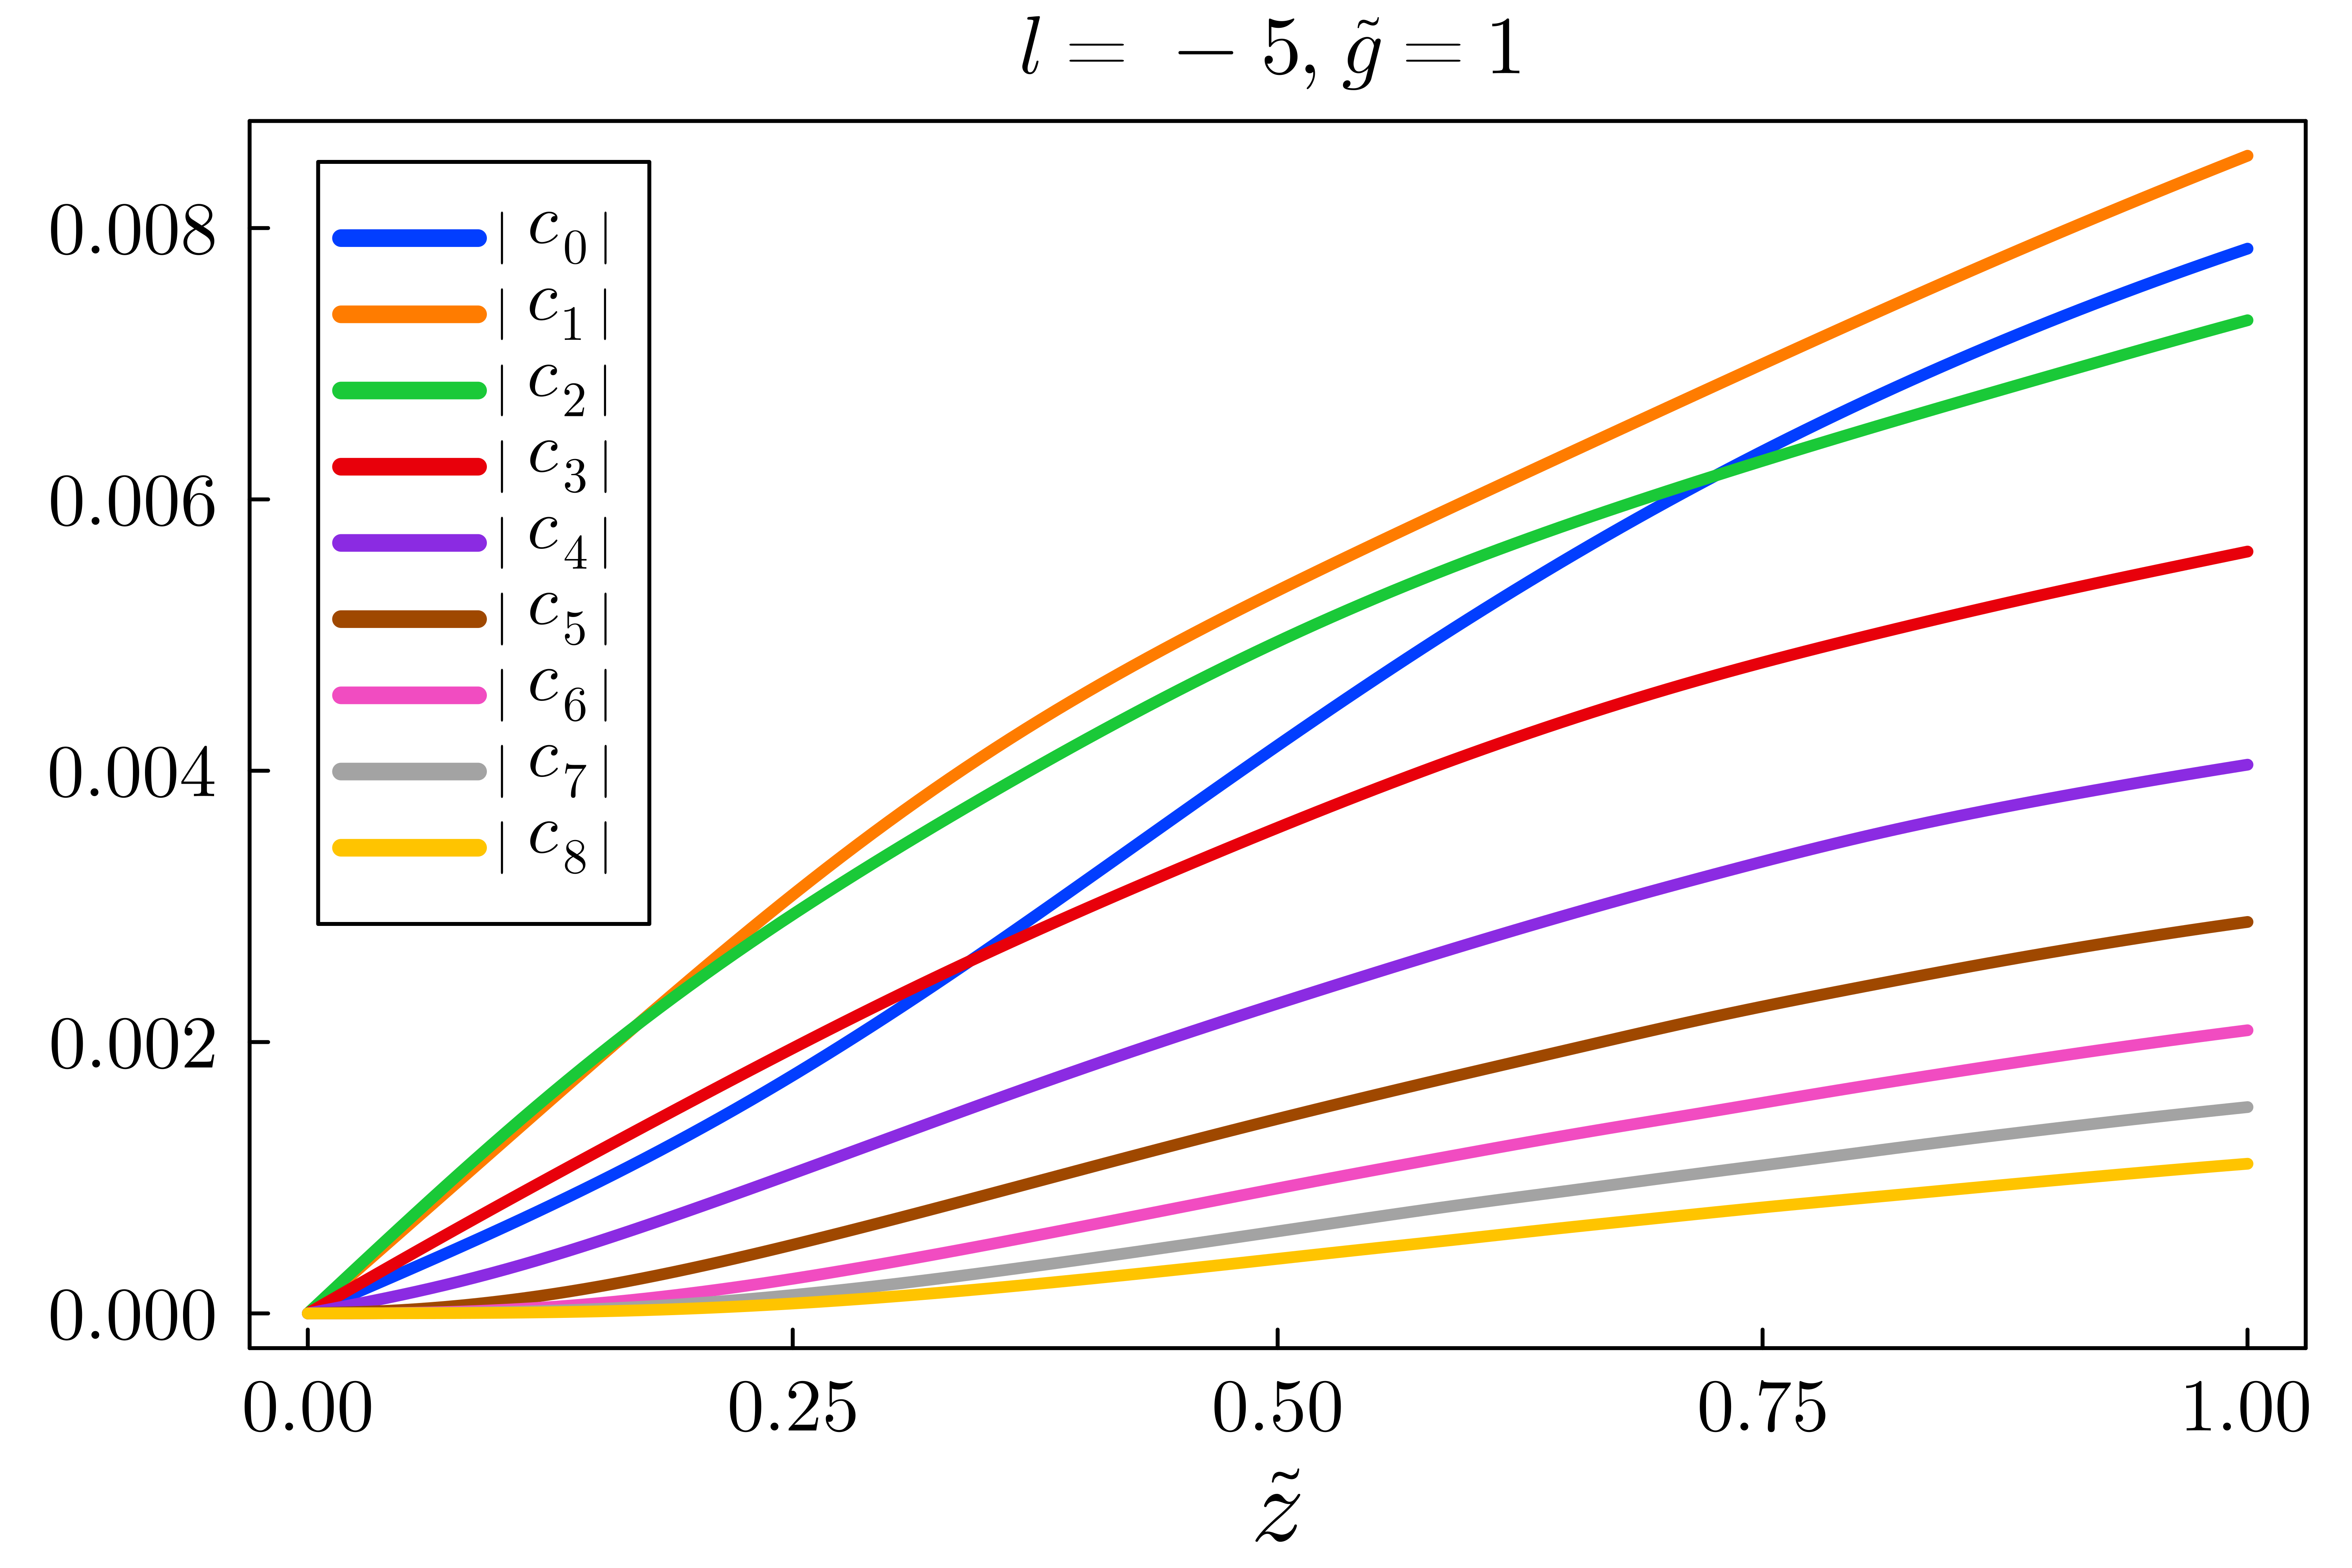 l = − 5, g̃ = 1
0.008
0.006
0.004
0.002
0.000
| c₀ |
| c₁ |
| c₂ |
| c₃ |
| c₄ |
| c₅ |
| c₆ |
| c₇ |
| c₈ |
0.00 0.25 0.50 0.75 1.00
z̃